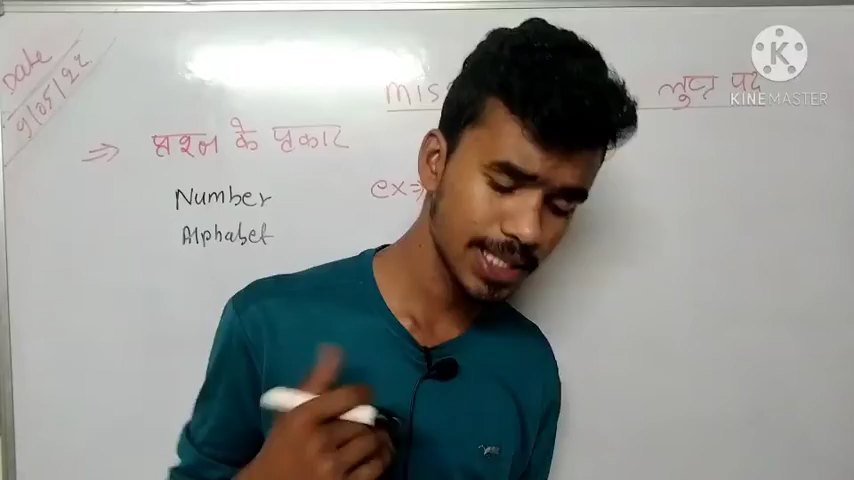 Date
9/05/22
MIS
लुप्त पद
⇒ प्रश्न के प्रकार
ex⇒
Number
Alphabet
K
KINEMASTER